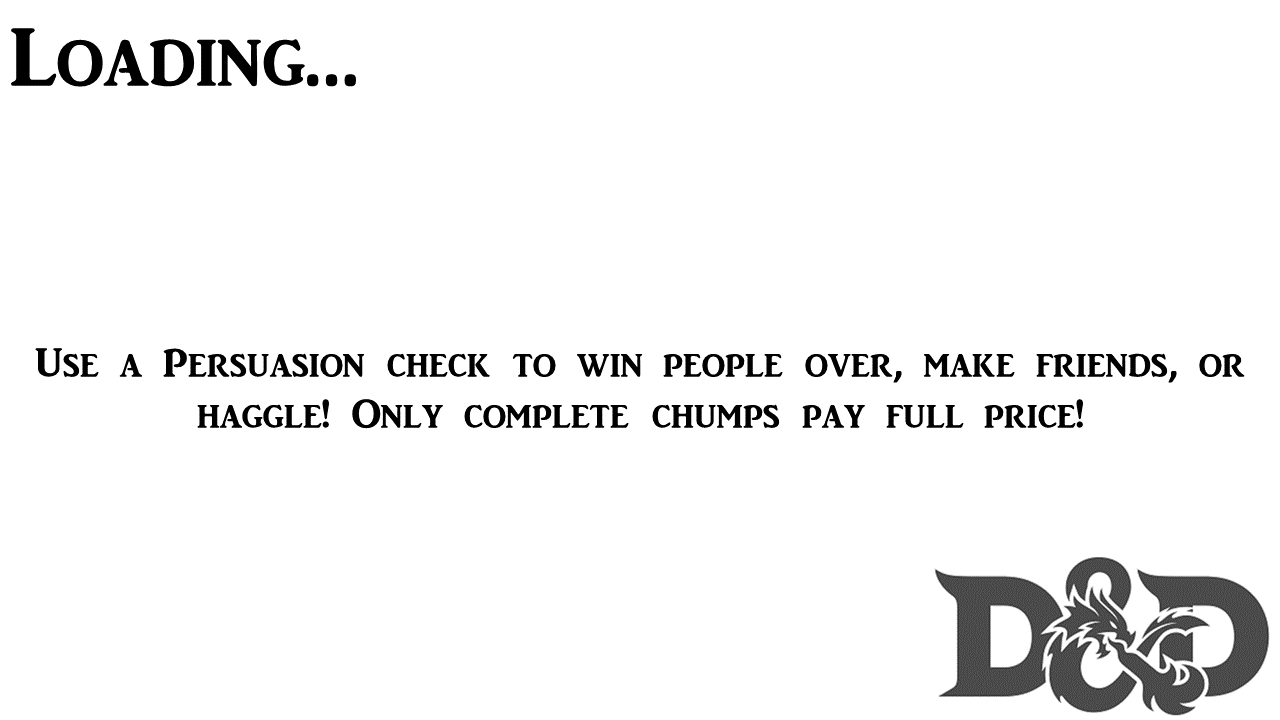 Loading...
Use a Persuasion check to win people over, make friends, or
haggle! Only complete chumps pay full price!
D&D